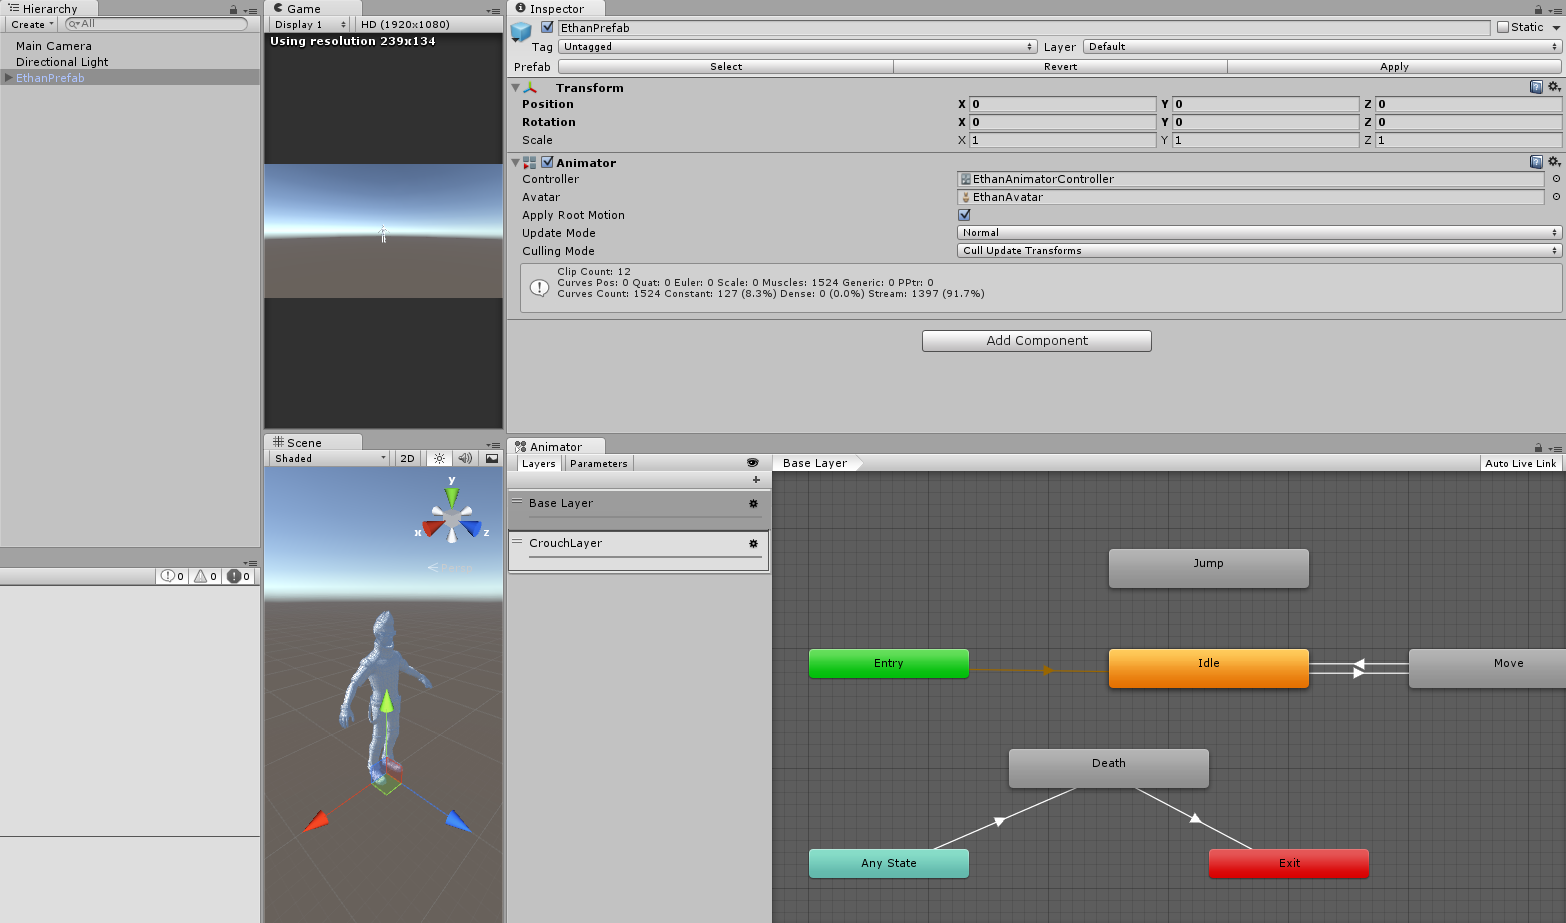 Hierarchy
Create
All
Main Camera
Directional Light
EthanPrefab
0 0 0
Game
Display 1 HD (1920x1080)
Using resolution 239x134
Scene
Shaded 2D
y
x z
Persp
Inspector
EthanPrefab Static
Tag Untagged Layer Default
Prefab Select Revert Apply
Transform
Position X 0 Y 0 Z 0
Rotation X 0 Y 0 Z 0
Scale X 1 Y 1 Z 1
Animator
Controller EthanAnimatorController
Avatar EthanAvatar
Apply Root Motion
Update Mode Normal
Culling Mode Cull Update Transforms
Clip Count: 12
Curves Pos: 0 Quat: 0 Euler: 0 Scale: 0 Muscles: 1524 Generic: 0 PPtr: 0
Curves Count: 1524 Constant: 127 (8.3%) Dense: 0 (0.0%) Stream: 1397 (91.7%)
Add Component
Animator
Layers Parameters Base Layer Auto Live Link
+
Base Layer
CrouchLayer
Jump
Entry Idle Move
Death
Any State Exit